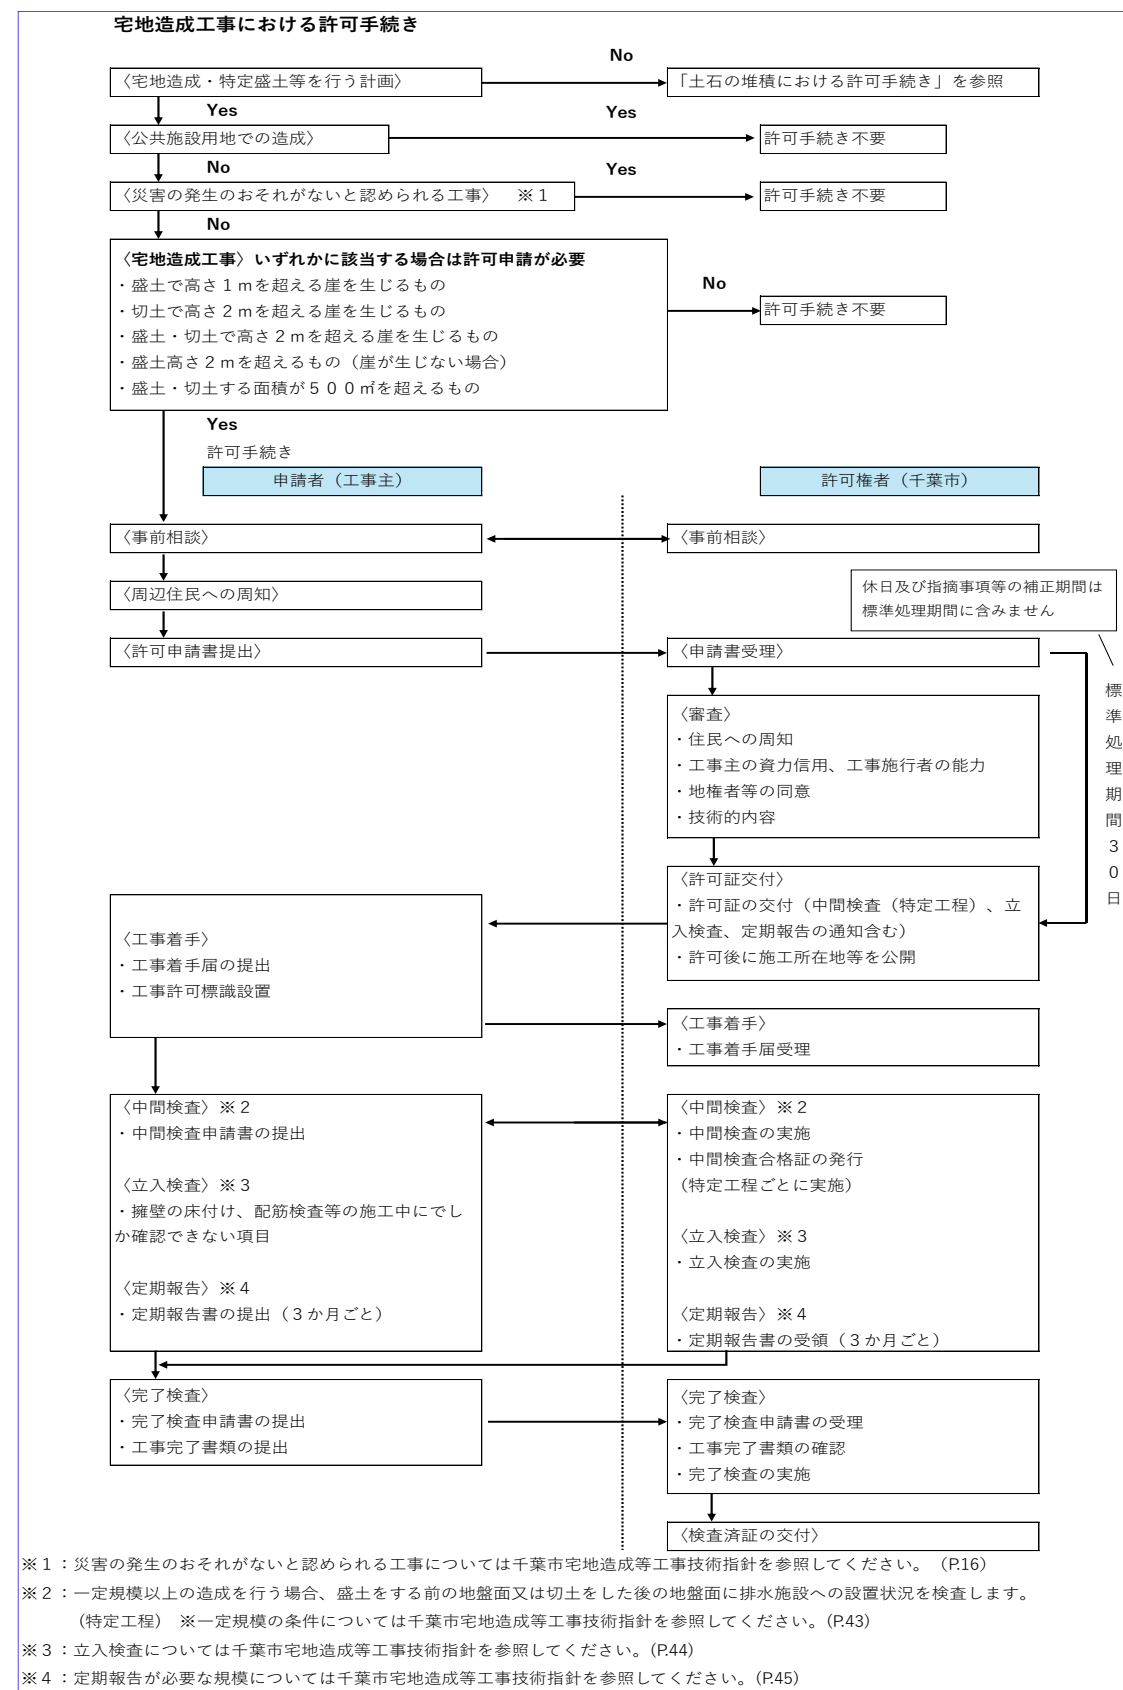 宅地造成工事における許可手続き
No
〈宅地造成・特定盛土等を行う計画〉
「土石の堆積における許可手続き」を参照
Yes
Yes
〈公共施設用地での造成〉
許可手続き不要
No
Yes
〈災害の発生のおそれがないと認められる工事〉　※１
許可手続き不要
No
〈宅地造成工事〉いずれかに該当する場合は許可申請が必要
・盛土で高さ１ｍを超える崖を生じるもの
・切土で高さ２ｍを超える崖を生じるもの
・盛土・切土で高さ２ｍを超える崖を生じるもの
・盛土高さ２ｍを超えるもの（崖が生じない場合）
・盛土・切土する面積が５００㎡を超えるもの
No
許可手続き不要
Yes
許可手続き
申請者（工事主）
許可権者（千葉市）
〈事前相談〉
〈事前相談〉
〈周辺住民への周知〉
休日及び指摘事項等の補正期間は
標準処理期間に含みません
〈許可申請書提出〉
〈申請書受理〉
標準処理期間３０日
〈審査〉
・住民への周知
・工事主の資力信用、工事施行者の能力
・地権者等の同意
・技術的内容
〈許可証交付〉
・許可証の交付（中間検査（特定工程）、立
入検査、定期報告の通知含む）
・許可後に施工所在地等を公開
〈工事着手〉
・工事着手届の提出
・工事許可標識設置
〈工事着手〉
・工事着手届受理
〈中間検査〉※２
・中間検査申請書の提出
〈立入検査〉※３
・擁壁の床付け、配筋検査等の施工中にでし
か確認できない項目
〈定期報告〉※４
・定期報告書の提出（３か月ごと）
〈中間検査〉※２
・中間検査の実施
・中間検査合格証の発行
（特定工程ごとに実施）
〈立入検査〉※３
・立入検査の実施
〈定期報告〉※４
・定期報告書の受領（３か月ごと）
〈完了検査〉
・完了検査申請書の提出
・工事完了書類の提出
〈完了検査〉
・完了検査申請書の受理
・工事完了書類の確認
・完了検査の実施
〈検査済証の交付〉
※１：災害の発生のおそれがないと認められる工事については千葉市宅地造成等工事技術指針を参照してください。（P.16）
※２：一定規模以上の造成を行う場合、盛土をする前の地盤面又は切土をした後の地盤面に排水施設への設置状況を検査します。
（特定工程）　※一定規模の条件については千葉市宅地造成等工事技術指針を参照してください。(P.43)
※３：立入検査については千葉市宅地造成等工事技術指針を参照してください。(P.44)
※４：定期報告が必要な規模については千葉市宅地造成等工事技術指針を参照してください。(P.45)